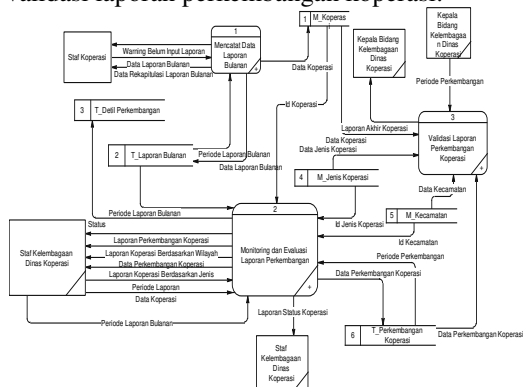 validasi laporan perkembangan koperasi.
1
Mencatat Data
Laporan
Bulanan
+
1 M_Koperas
Kepala Bidang
Kelembagaan
Dinas
Koperasi
Kepala
Bidang
Kelembagaa
n Dinas
Koperasi
Staf Koperasi
Warning Belum Input Laporan
Data Laporan Bulanan
Data Rekapitulasi Laporan Bulanan
Data Koperasi
Periode Perkembangan
3 T_Detil Perkembangan
Id Koperasi
3
Validasi Laporan
Perkembangan
Koperasi
+
Laporan Akhir Koperasi
Data Koperasi
Data Jenis Koperasi
2 T_Laporan Bulanan
Periode Laporan Bulanan
Data Laporan Bulanan
4 M_Jenis Koperasi
Data Kecamatan
5 M_Kecamatan
Periode Laporan Bulanan
2
Monitoring dan Evaluasi
Laporan Perkembangan
+
Id Jenis Koperasi
Id Kecamatan
Staf Kelembagaan
Dinas Koperasi
Status
Laporan Perkembangan Koperasi
Laporan Koperasi Berdasarkan Wilayah
Data Perkembangan Koperasi
Laporan Koperasi Berdasarkan Jenis
Periode Laporan
Data Koperasi
Periode Laporan Bulanan
Periode Perkembangan
Data Perkembangan Koperasi
Laporan Status Koperasi
6 T_Perkembangan
Koperasi
Data Perkembangan Koperasi
Staf
Kelembagaan
Dinas
Koperasi